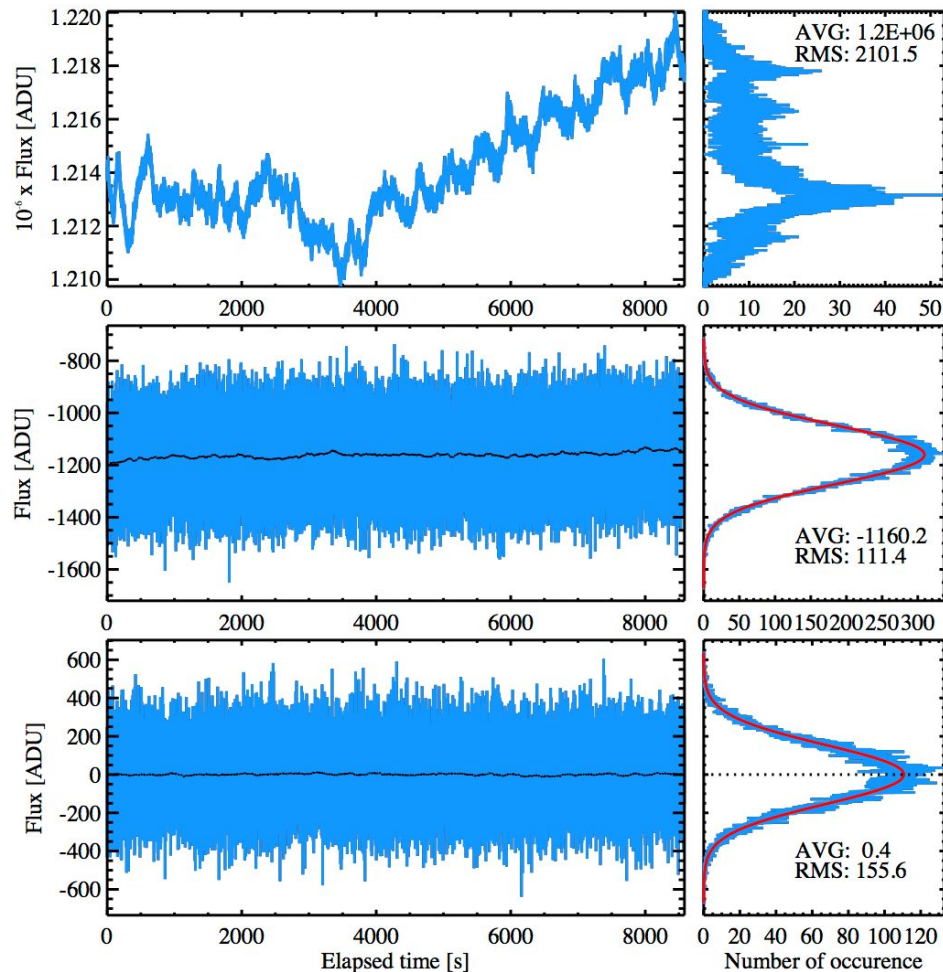 1.220
1.218
1.216
1.214
1.212
1.210
10⁻⁶ x Flux [ADU]
0 2000 4000 6000 8000
AVG: 1.2E+06
RMS: 2101.5
0 10 20 30 40 50
-800
-1000
-1200
-1400
-1600
Flux [ADU]
0 2000 4000 6000 8000
AVG: -1160.2
RMS: 111.4
0 50 100 150 200 250 300
600
400
200
0
-200
-400
-600
Flux [ADU]
0 2000 4000 6000 8000
Elapsed time [s]
AVG: 0.4
RMS: 155.6
0 20 40 60 80 100 120
Number of occurence